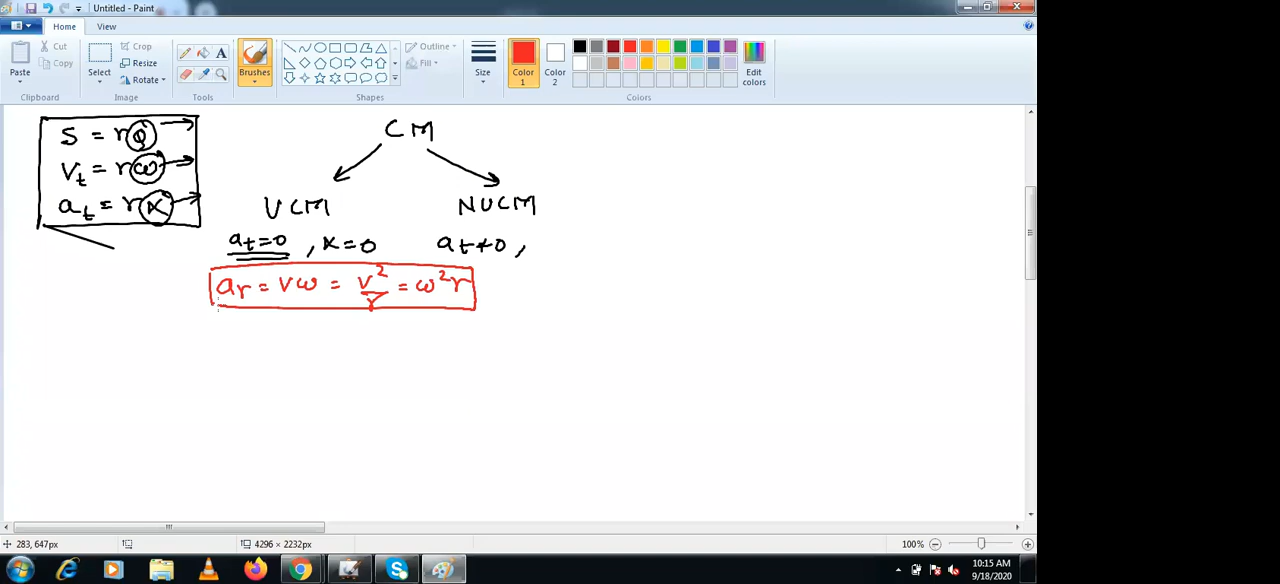 Untitled - Paint
Home View
Paste
Cut
Copy
Clipboard
Select
Crop
Resize
Rotate
Image
Tools
Brushes
Shapes
Outline
Fill
Size
Color 1
Color 2
Edit colors
Colors
S = rφ
Vt = rω
at = rα
CM
UCM
NUCM
at=0 , α=0
at≠0 ,
ar = vω = v²/r = ω²r
283, 647px
4296 × 2232px
100%
10:15 AM
9/18/2020